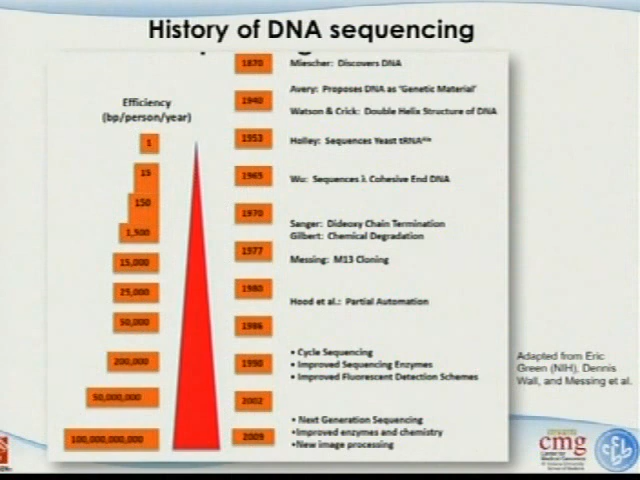 History of DNA sequencing
Efficiency
(bp/person/year)
1
15
150
1,500
15,000
25,000
50,000
200,000
50,000,000
100,000,000,000
1870
1940
1953
1965
1970
1977
1980
1986
1990
2002
2009
Miescher: Discovers DNA
Avery: Proposes DNA as 'Genetic Material'
Watson & Crick: Double Helix Structure of DNA
Holley: Sequences Yeast tRNA
Wu: Sequences λ Cohesive End DNA
Sanger: Dideoxy Chain Termination
Gilbert: Chemical Degradation
Messing: M13 Cloning
Hood et al.: Partial Automation
• Cycle Sequencing
• Improved Sequencing Enzymes
• Improved Fluorescent Detection Schemes
• Next Generation Sequencing
•Improved enzymes and chemistry
•New image processing
Adapted from Eric
Green (NIH), Dennis
Wall, and Messing et al.
cmg